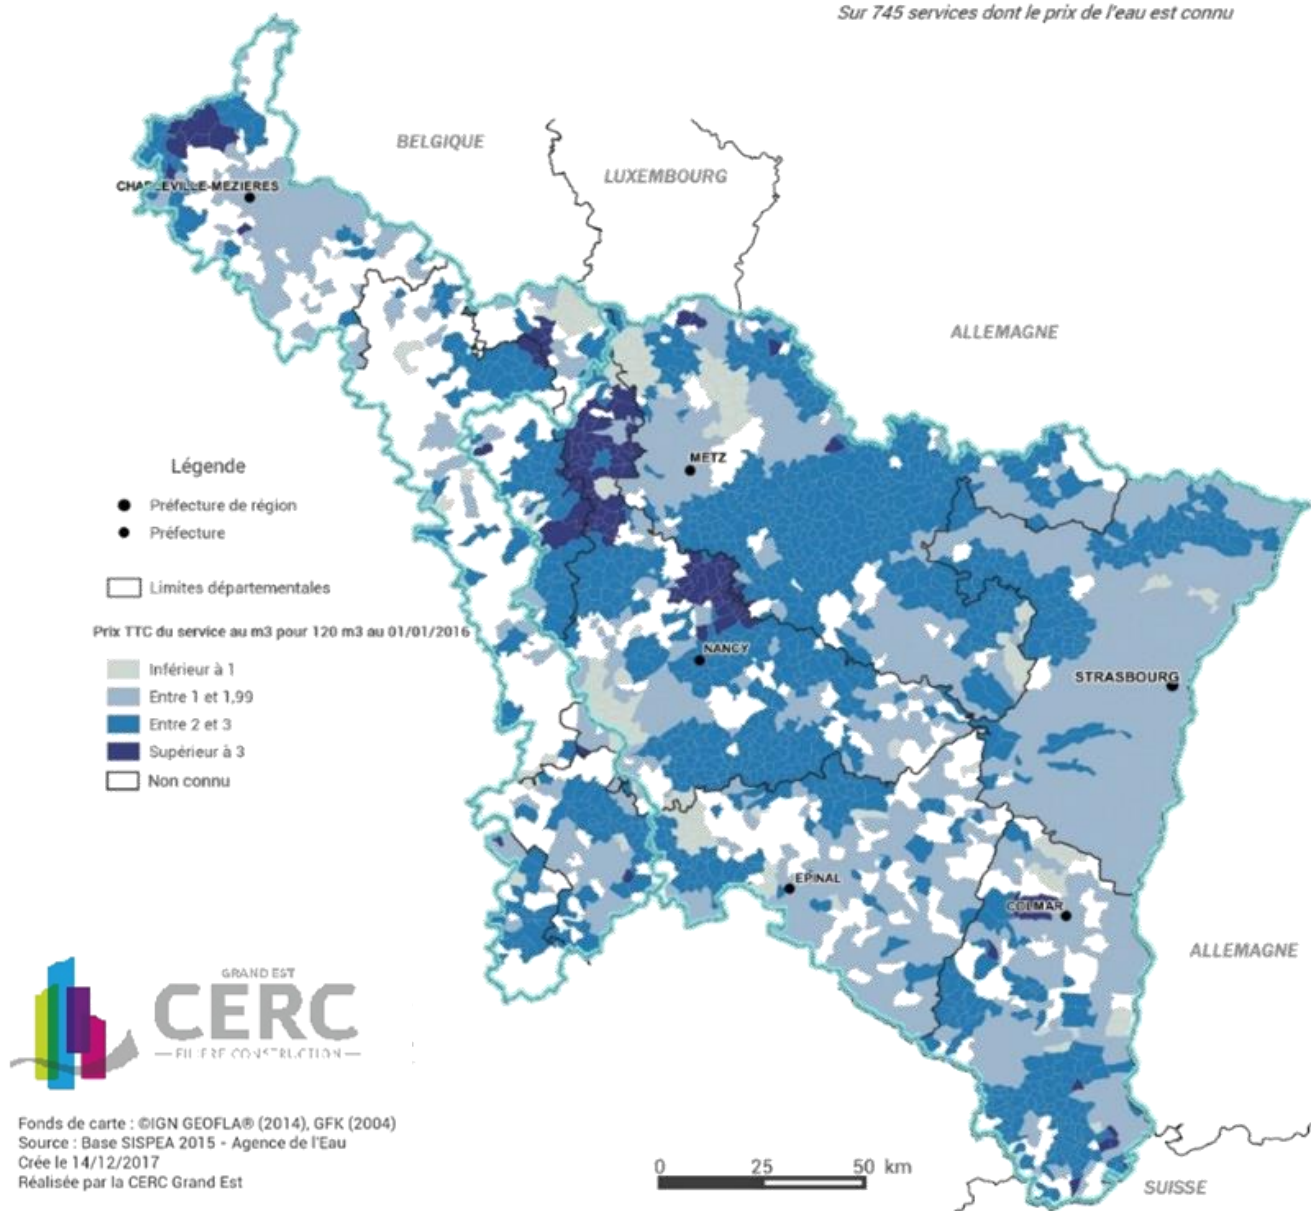 Sur 745 services dont le prix de l'eau est connu
BELGIQUE
LUXEMBOURG
CHARLEVILLE-MEZIERES
ALLEMAGNE
METZ
Légende
Préfecture de région
Préfecture
Limites départementales
Prix TTC du service au m3 pour 120 m3 au 01/01/2016
Inférieur à 1
Entre 1 et 1,99
Entre 2 et 3
Supérieur à 3
Non connu
NANCY
STRASBOURG
EPINAL
COLMAR
ALLEMAGNE
GRAND EST
CERC
FILIERE CONSTRUCTION
Fonds de carte : ©IGN GEOFLA® (2014), GFK (2004)
Source : Base SISPEA 2015 - Agence de l'Eau
Crée le 14/12/2017
Réalisée par la CERC Grand Est
0 25 50 km
SUISSE